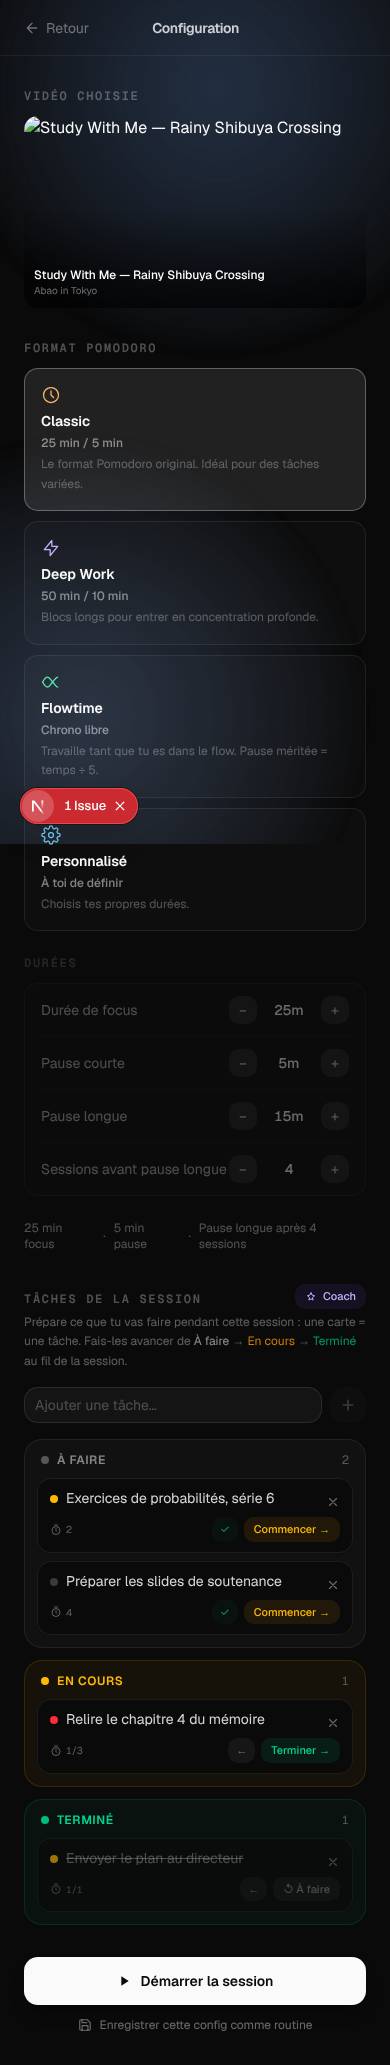 ← Retour
Configuration
VIDÉO CHOISIE
Study With Me — Rainy Shibuya Crossing
Study With Me — Rainy Shibuya Crossing
Abao in Tokyo
FORMAT POMODORO
Classic
25 min / 5 min
Le format Pomodoro original. Idéal pour des tâches
variées.
Deep Work
50 min / 10 min
Blocs longs pour entrer en concentration profonde.
Flowtime
Chrono libre
Travaille tant que tu es dans le flow. Pause méritée =
temps ÷ 5.
N 1 Issue ×
Personnalisé
À toi de définir
Choisis tes propres durées.
DURÉES
Durée de focus − 25m +
Pause courte − 5m +
Pause longue − 15m +
Sessions avant pause longue − 4 +
25 min
focus
·
5 min
pause
·
Pause longue après 4
sessions
TÂCHES DE LA SESSION
Coach
Prépare ce que tu vas faire pendant cette session : une carte =
une tâche. Fais-les avancer de À faire → En cours → Terminé
au fil de la session.
Ajouter une tâche… +
À FAIRE 2
Exercices de probabilités, série 6 ×
2 ✓ Commencer →
Préparer les slides de soutenance ×
4 ✓ Commencer →
EN COURS 1
Relire le chapitre 4 du mémoire ×
1/3 ← Terminer →
TERMINÉ 1
Envoyer le plan au directeur ×
1/1 ← À faire
Démarrer la session
Enregistrer cette config comme routine